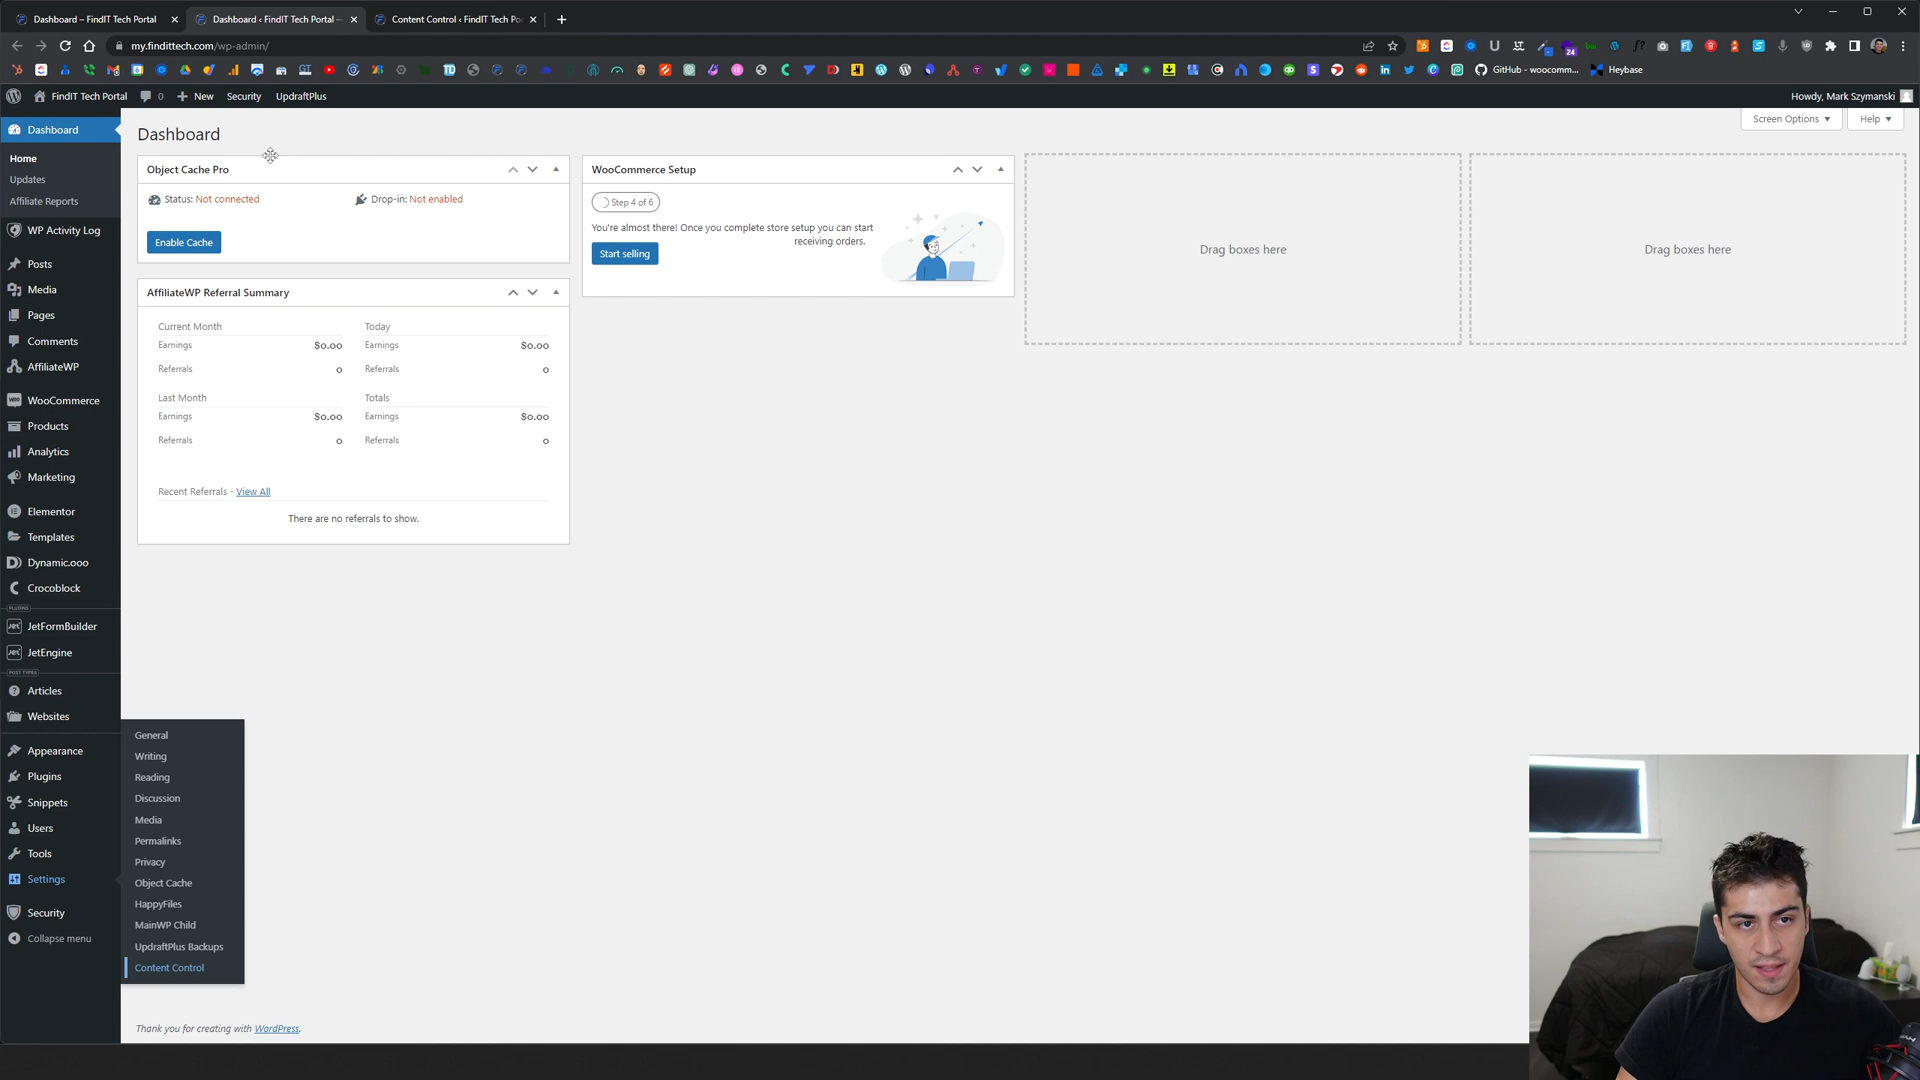 Dashboard – FindIT Tech Portal
Dashboard ‹ FindIT Tech Portal —
Content Control ‹ FindIT Tech Po
my.findittech.com/wp-admin/
24
GitHub - woocomm...
Heybase
FindIT Tech Portal
0
New
Security
UpdraftPlus
Howdy, Mark Szymanski
Dashboard
Home
Updates
Affiliate Reports
WP Activity Log
Posts
Media
Pages
Comments
AffiliateWP
WooCommerce
Products
Analytics
Marketing
Elementor
Templates
Dynamic.ooo
Crocoblock
PLUGINS
JetFormBuilder
JetEngine
POST TYPES
Articles
Websites
Appearance
Plugins
Snippets
Users
Tools
Settings
Security
Collapse menu
General
Writing
Reading
Discussion
Media
Permalinks
Privacy
Object Cache
HappyFiles
MainWP Child
UpdraftPlus Backups
Content Control
Dashboard
Screen Options
Help
Object Cache Pro
Status: Not connected
Drop-in: Not enabled
Enable Cache
AffiliateWP Referral Summary
Current Month
Today
Earnings $0.00
Earnings $0.00
Referrals 0
Referrals 0
Last Month
Totals
Earnings $0.00
Earnings $0.00
Referrals 0
Referrals 0
Recent Referrals - View All
There are no referrals to show.
WooCommerce Setup
Step 4 of 6
You're almost there! Once you complete store setup you can start
receiving orders.
Start selling
Drag boxes here
Drag boxes here
Thank you for creating with WordPress.